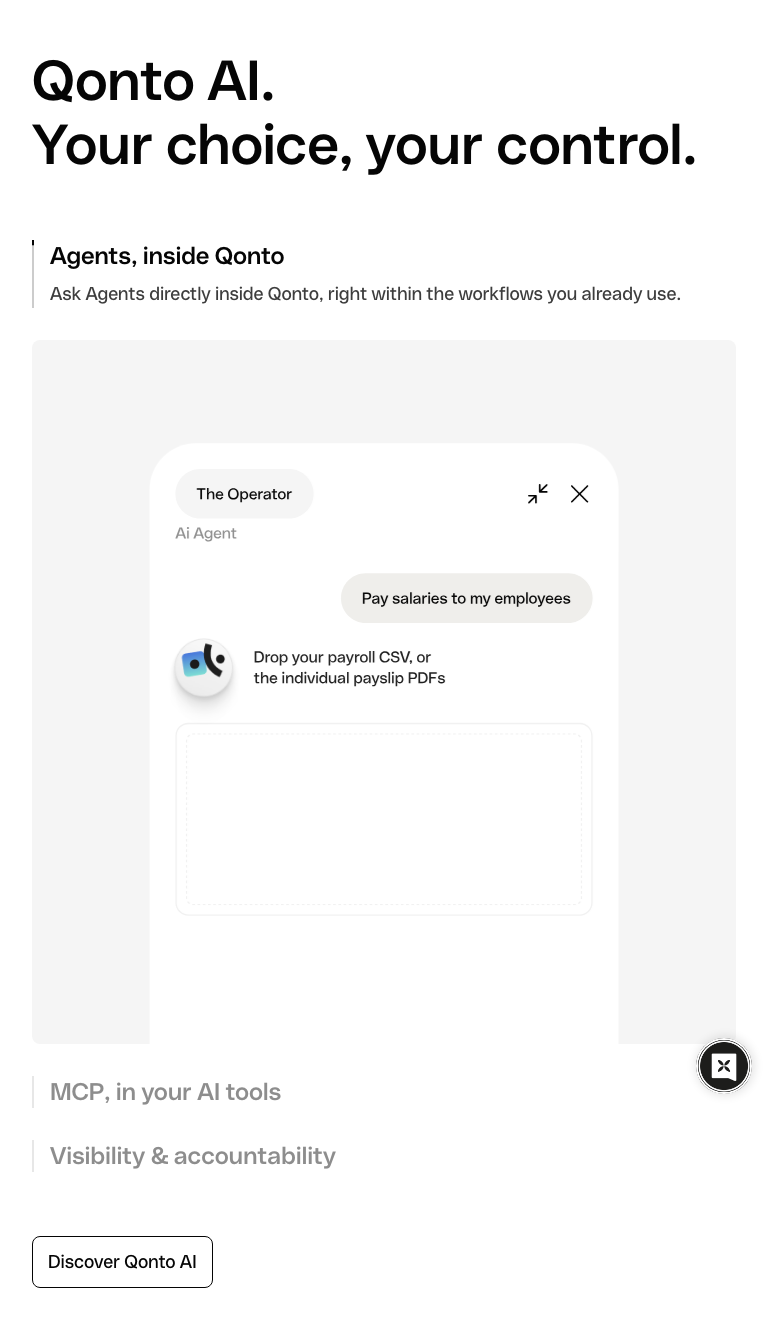 Qonto AI.
Your choice, your control.
Agents, inside Qonto
Ask Agents directly inside Qonto, right within the workflows you already use.
The Operator
Ai Agent
Pay salaries to my employees
Drop your payroll CSV, or
the individual payslip PDFs
MCP, in your AI tools
Visibility & accountability
Discover Qonto AI